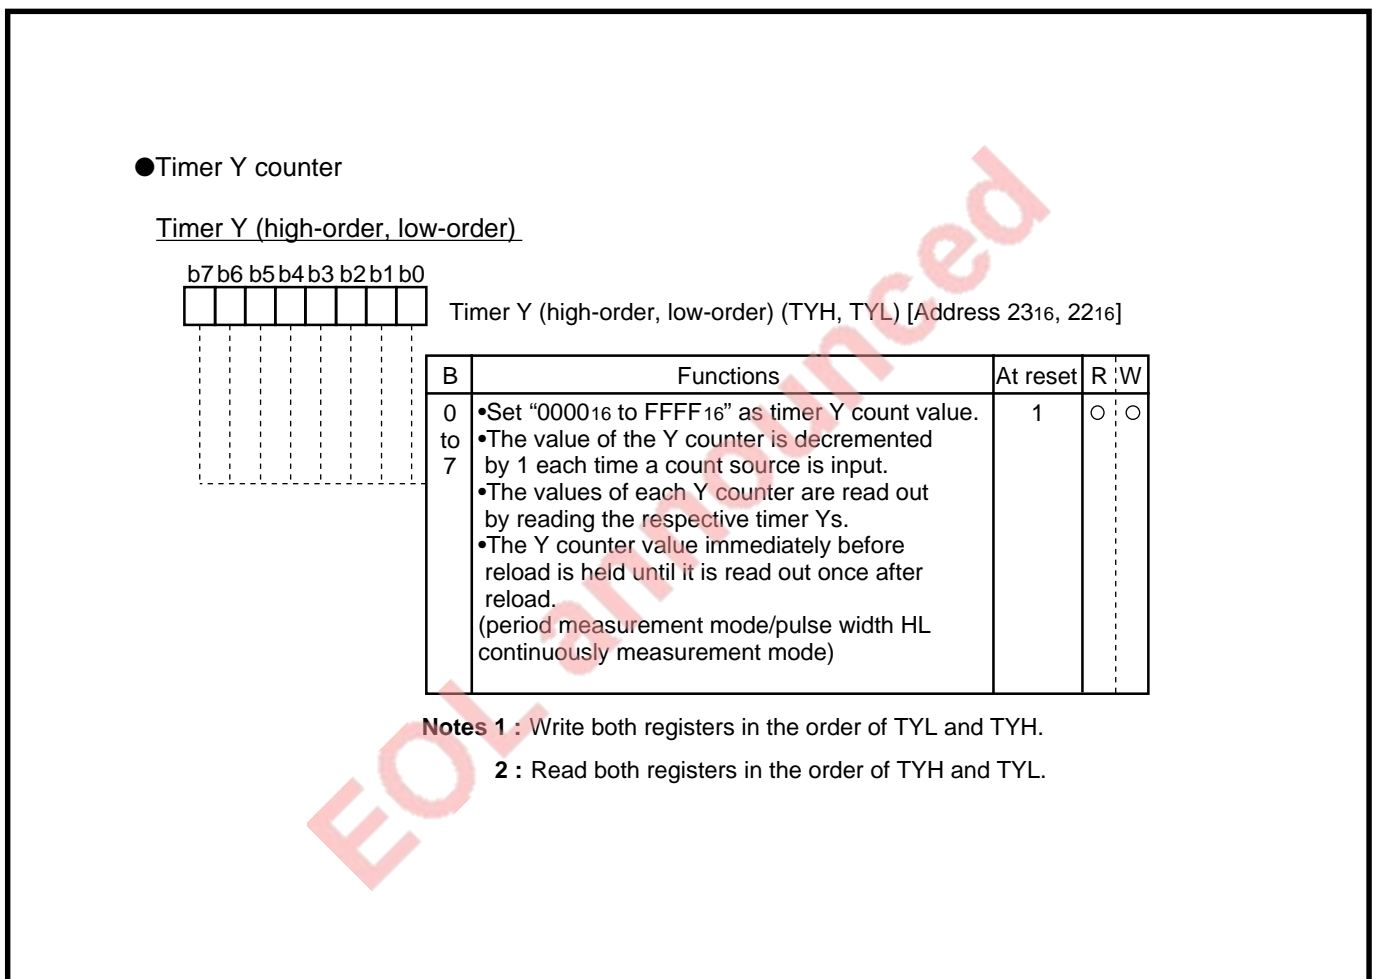 ●Timer Y counter
Timer Y (high-order, low-order)
b7 b6 b5 b4 b3 b2 b1 b0
Timer Y (high-order, low-order) (TYH, TYL) [Address 2316, 2216]
B Functions At reset R W
0 •Set “000016 to FFFF16” as timer Y count value. 1 ○ ○
to •The value of the Y counter is decremented
7 by 1 each time a count source is input.
•The values of each Y counter are read out
by reading the respective timer Ys.
•The Y counter value immediately before
reload is held until it is read out once after
reload.
(period measurement mode/pulse width HL
continuously measurement mode)
Notes 1 : Write both registers in the order of TYL and TYH.
2 : Read both registers in the order of TYH and TYL.
EOL announced